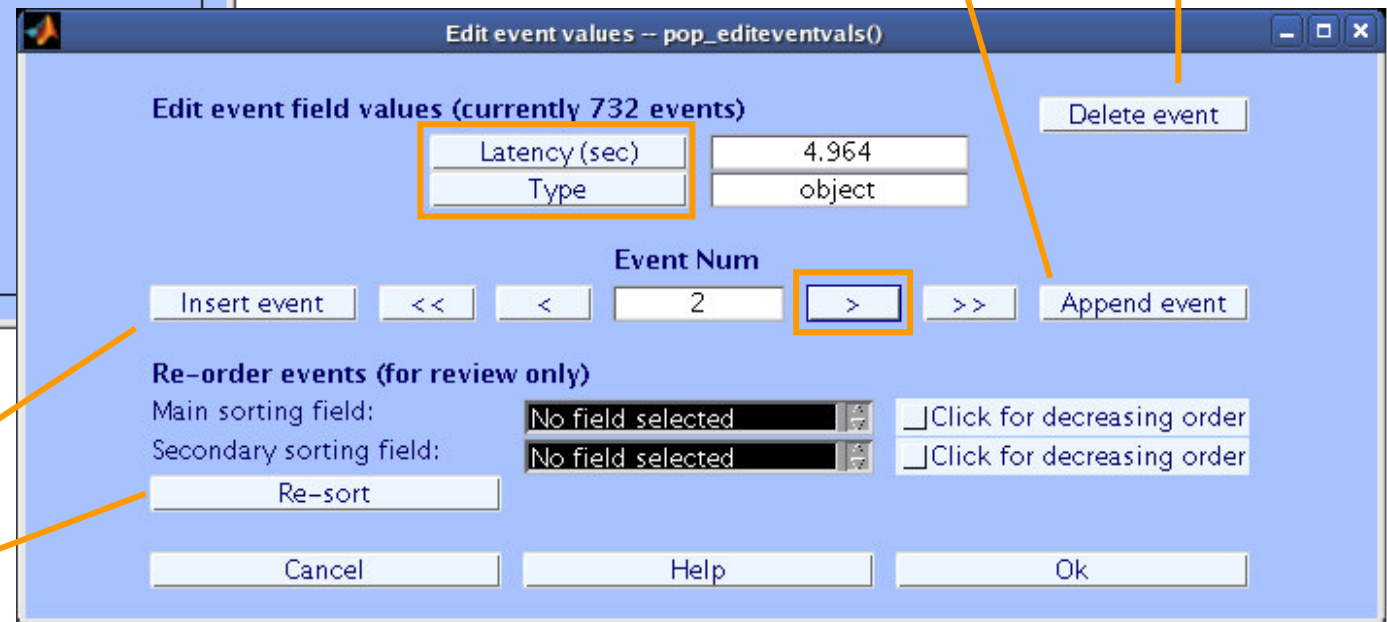 Edit event values -- pop_editeventvals()
Edit event field values (currently 732 events)
Delete event
Latency (sec) 4.964
Type object
Event Num
Insert event << < 2 > >> Append event
Re-order events (for review only)
Main sorting field: No field selected Click for decreasing order
Secondary sorting field: No field selected Click for decreasing order
Re-sort
Cancel Help Ok